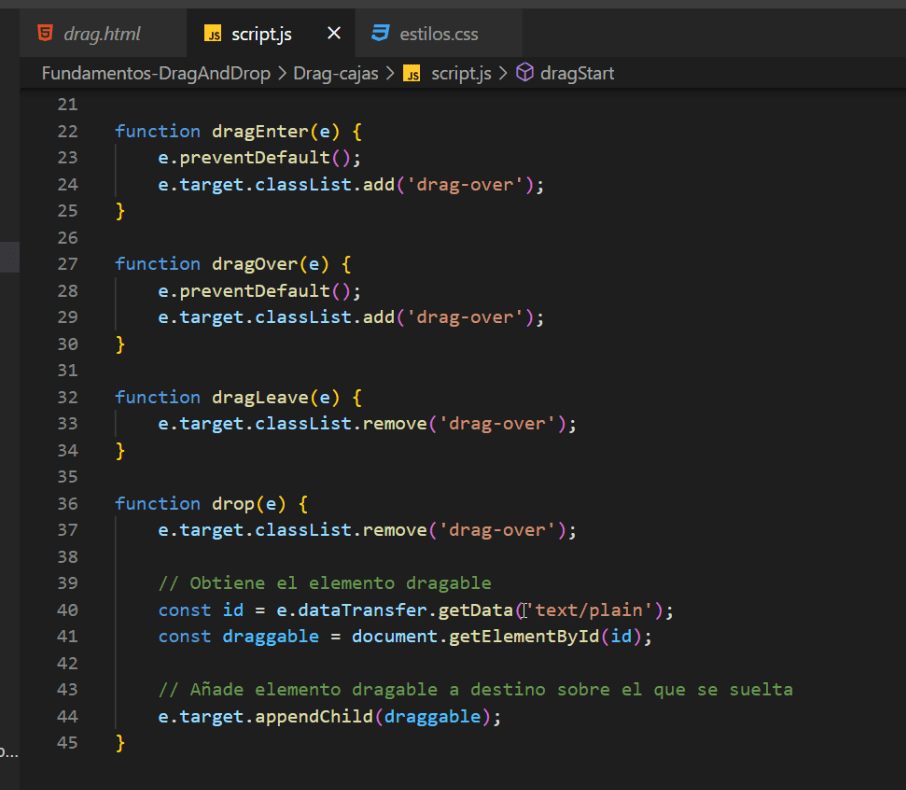 drag.html JS script.js × estilos.css
Fundamentos-DragAndDrop > Drag-cajas > JS script.js > dragStart
21
22 function dragEnter(e) {
23 e.preventDefault();
24 e.target.classList.add('drag-over');
25 }
26
27 function dragOver(e) {
28 e.preventDefault();
29 e.target.classList.add('drag-over');
30 }
31
32 function dragLeave(e) {
33 e.target.classList.remove('drag-over');
34 }
35
36 function drop(e) {
37 e.target.classList.remove('drag-over');
38
39 // Obtiene el elemento dragable
40 const id = e.dataTransfer.getData('text/plain');
41 const draggable = document.getElementById(id);
42
43 // Añade elemento dragable a destino sobre el que se suelta
44 e.target.appendChild(draggable);
45 }